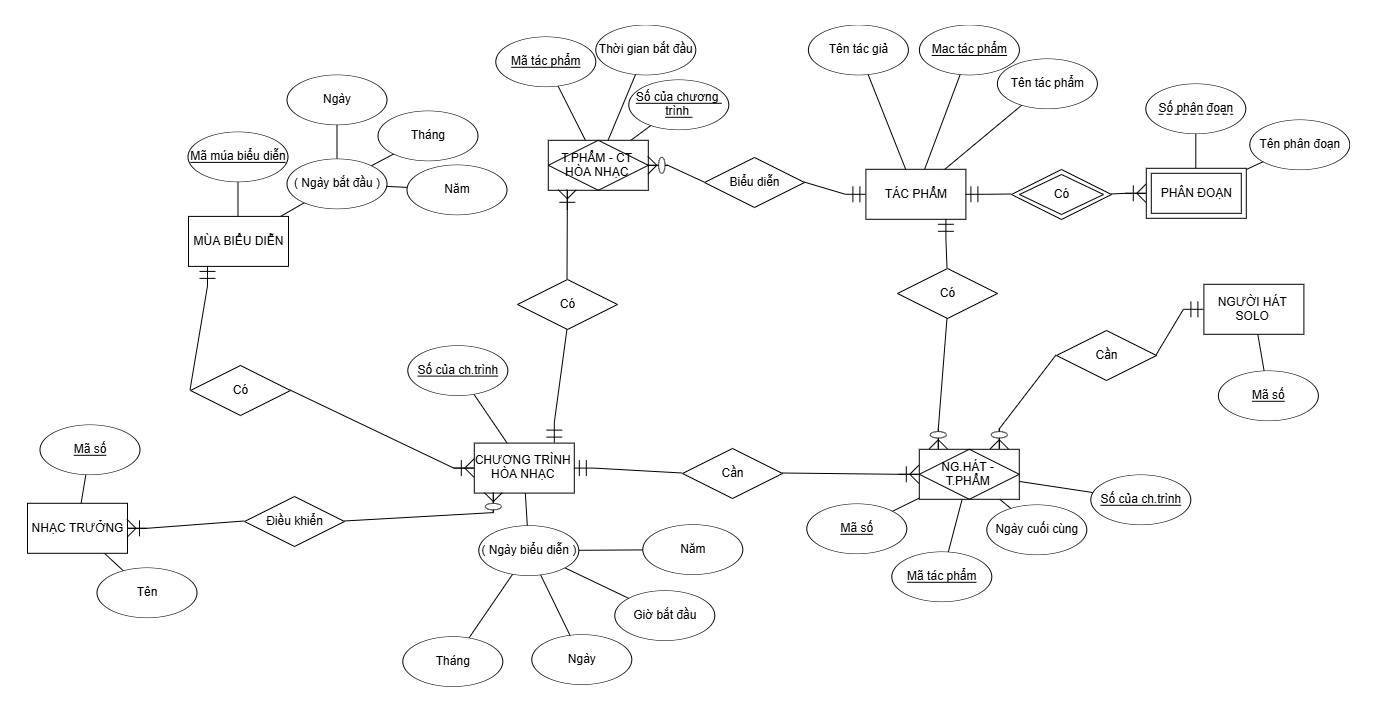 Mã tác phẩm
Thời gian bắt đầu
Tên tác giả
Mac tác phẩm
Tên tác phẩm
Số của chương
trình
Ngày
Tháng
Số phân đoạn
Tên phân đoạn
Mã múa biểu diễn
( Ngày bắt đầu )
Năm
T.PHẨM - CT
HÒA NHẠC
Biểu diễn
TÁC PHẨM
Có
PHÂN ĐOẠN
MÙA BIỂU DIỄN
Có
Có
NGƯỜI HÁT
SOLO
Cần
Mã số
Có
Số của ch.trình
Mã số
CHƯƠNG TRÌNH
HÒA NHẠC
Cần
NG.HÁT -
T.PHẨM
Số của ch.trình
NHẠC TRƯỞNG
Điều khiển
Mã số
Ngày cuối cùng
Mã tác phẩm
( Ngày biểu diễn )
Năm
Tên
Giờ bắt đầu
Tháng
Ngày